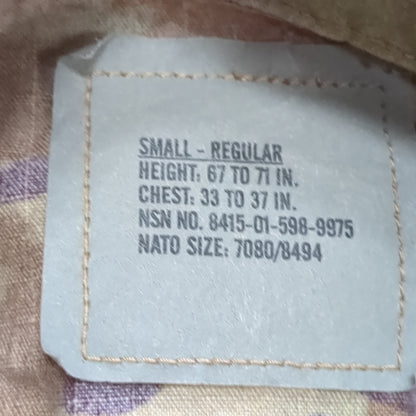 SMALL - REGULAR
HEIGHT: 67 TO 71 IN.
CHEST: 33 TO 37 IN.
NSN NO. 8415-01-598-9975
NATO SIZE: 7080/8494